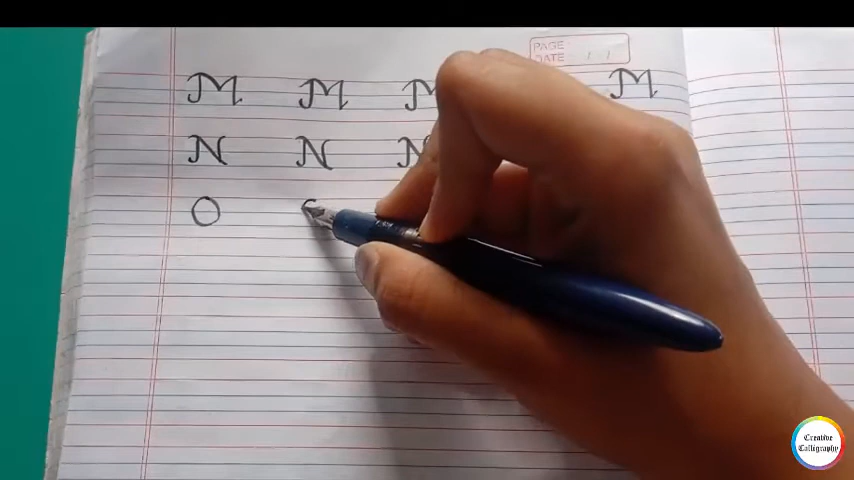 PAGE
DATE
M M M M
N N N
O
Creative
Calligraphy